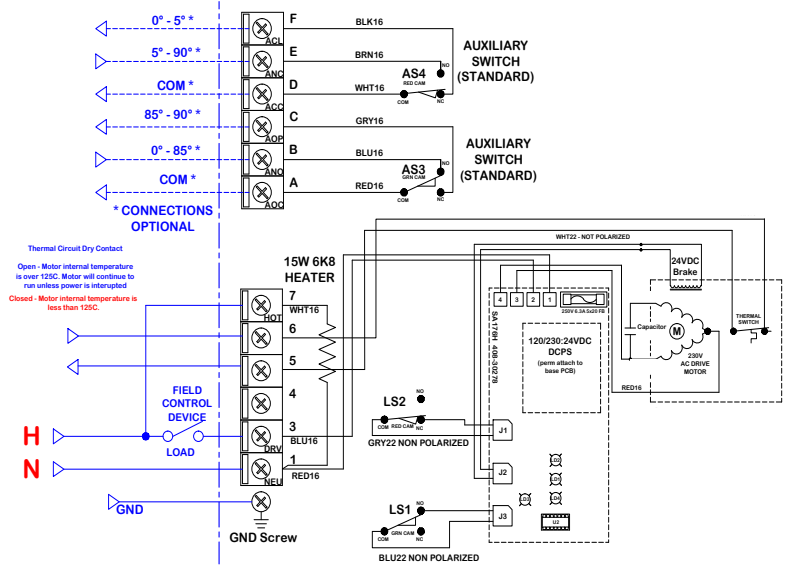 0° - 5° *
F
BLK16
ACL
5° - 90° *
E
BRN16
NO
ANC
AUXILIARY
SWITCH
(STANDARD)
AS4
RED CAM
COM *
D
WHT16
COM
NC
ACC
85° - 90° *
C
GRY16
AOP
0° - 85° *
B
BLU16
NO
ANO
AUXILIARY
SWITCH
(STANDARD)
AS3
GRN CAM
COM *
A
RED16
COM
NC
AOC
* CONNECTIONS
OPTIONAL
Thermal Circuit Dry Contact
Open - Motor internal temperature
is over 125C. Motor will continue to
run unless power is interupted
Closed - Motor internal temperature is
less than 125C.
15W 6K8
HEATER
7
WHT16
HOT
6
5
4
3
BLU16
DRV
1
RED16
NEU
FIELD
CONTROL
DEVICE
LOAD
H
N
GND
GND Screw
WHT22 - NOT POLARIZED
24VDC
Brake
4
3
2
1
250V 6.3A 5x20 FB
120/230:24VDC
DCPS
(perm attach to
base PCB)
Capacitor
M
230V
AC DRIVE
MOTOR
THERMAL
SWITCH
RED16
LS2
NO
COM
RED CAM
NC
GRY22 NON POLARIZED
J1
J2
J3
LD2
LD1
LD3
LD4
U2
LS1
NO
COM
GRN CAM
NC
BLU22 NON POLARIZED